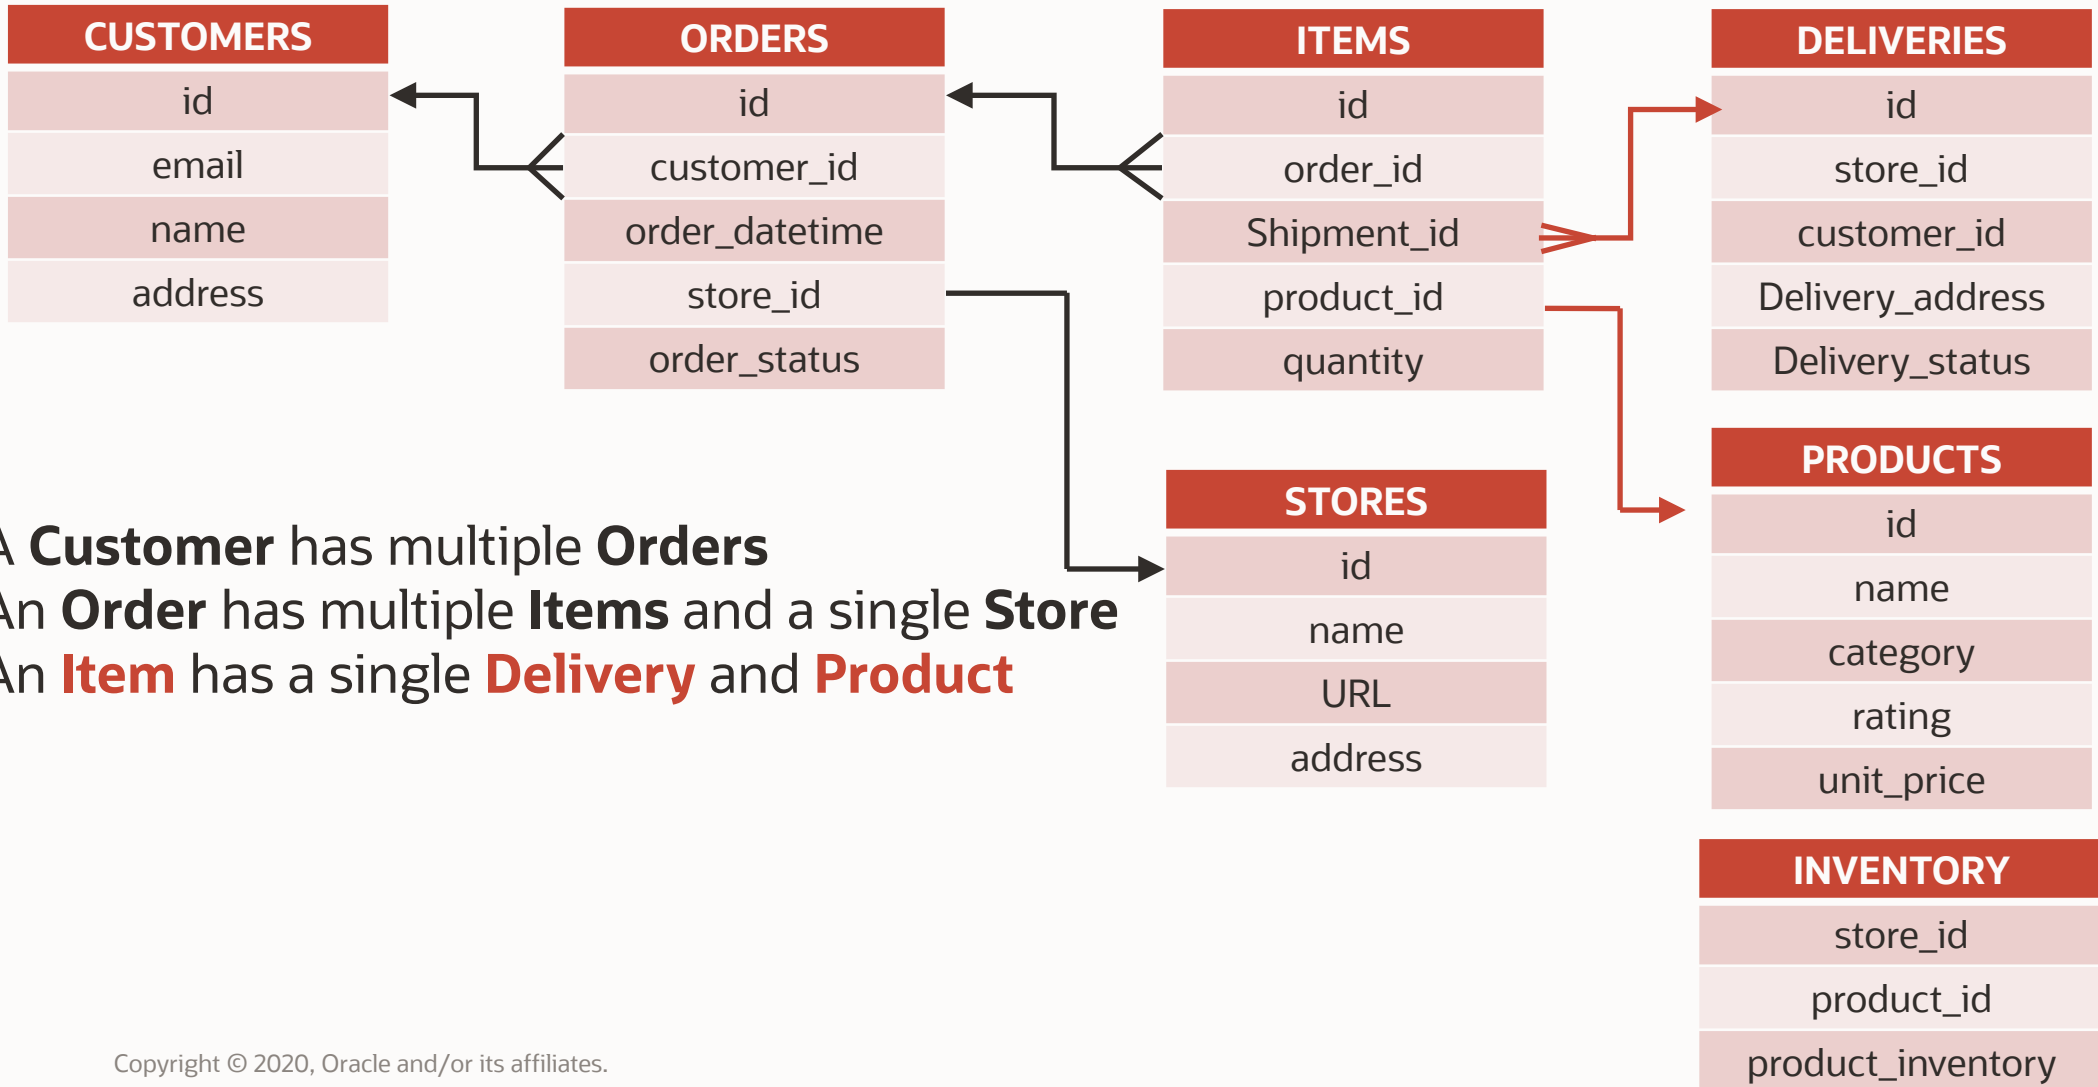 CUSTOMERS
id
email
name
address
ORDERS
id
customer_id
order_datetime
store_id
order_status
ITEMS
id
order_id
Shipment_id
product_id
quantity
DELIVERIES
id
store_id
customer_id
Delivery_address
Delivery_status
STORES
id
name
URL
address
PRODUCTS
id
name
category
rating
unit_price
INVENTORY
store_id
product_id
product_inventory
A Customer has multiple Orders
An Order has multiple Items and a single Store
An Item has a single Delivery and Product
Copyright © 2020, Oracle and/or its affiliates.